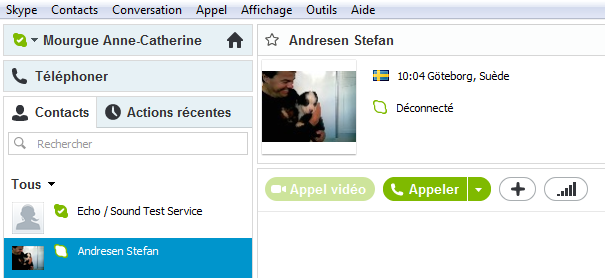 Skype Contacts Conversation Appel Affichage Outils Aide
Mourgue Anne-Catherine
Téléphoner
Contacts
Actions récentes
Rechercher
Tous
Echo / Sound Test Service
Andresen Stefan
Andresen Stefan
10:04 Göteborg, Suède
Déconnecté
Appel vidéo
Appeler